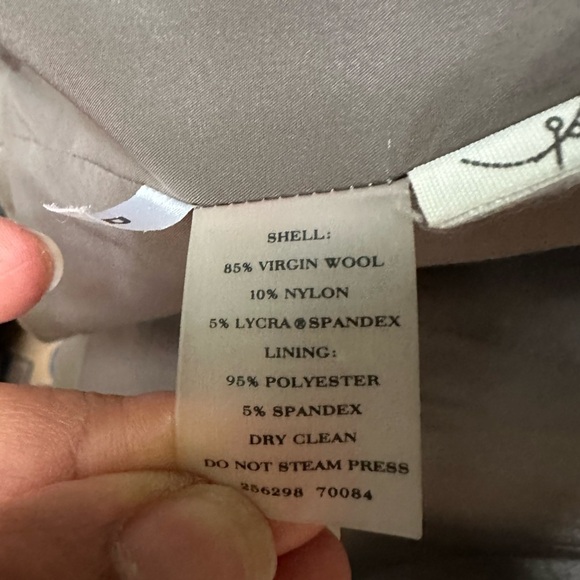 P
SHELL:
85% VIRGIN WOOL
10% NYLON
5% LYCRA®SPANDEX
LINING:
95% POLYESTER
5% SPANDEX
DRY CLEAN
DO NOT STEAM PRESS
256298 70084